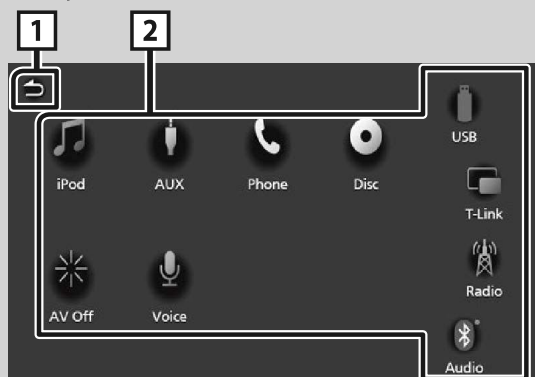 1 2
USB
iPod AUX Phone Disc
T-Link
Radio
AV Off Voice
Audio